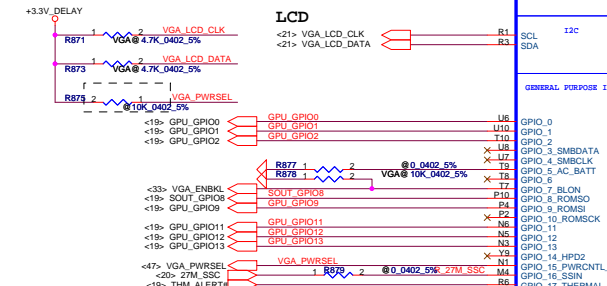 +3.3V_DELAY
LCD
R871 1 2 VGA_LCD_CLK
VGA@ 4.7K_0402_5%
<21> VGA_LCD_CLK R1 SCL
<21> VGA_LCD_DATA R3 SDA
I2C
R873 1 2 VGA_LCD_DATA
VGA@ 4.7K_0402_5%
R875 2 1 VGA_PWRSEL
@10K_0402_5%
GENERAL PURPOSE I
<19> GPU_GPIO0 GPU_GPIO0 U6 GPIO_0
<19> GPU_GPIO1 GPU_GPIO1 U10 GPIO_1
<19> GPU_GPIO2 GPU_GPIO2 T10 GPIO_2
U8 GPIO_3_SMBDATA
U7 GPIO_4_SMBCLK
R877 1 2 @0_0402_5% T9 GPIO_5_AC_BATT
R878 1 2 VGA@ 10K_0402_5% T8 GPIO_6
<33> VGA_ENBKL T7 GPIO_7_BLON
<19> SOUT_GPIO8 SOUT_GPIO8 P10 GPIO_8_ROMSO
<19> GPU_GPIO9 GPU_GPIO9 P4 GPIO_9_ROMSI
P2 GPIO_10_ROMSCK
<19> GPU_GPIO11 GPU_GPIO11 N6 GPIO_11
<19> GPU_GPIO12 GPU_GPIO12 N5 GPIO_12
<19> GPU_GPIO13 GPU_GPIO13 N3 GPIO_13
Y9 GPIO_14_HPD2
<47> VGA_PWRSEL VGA_PWRSEL N1 GPIO_15_PWRCNTL_
<20> 27M_SSC 1 R879 2 @0_0402_5% R_27M_SSC M4 GPIO_16_SSIN
<19> THM_ALERT# R6 GPIO_17_THERMAL